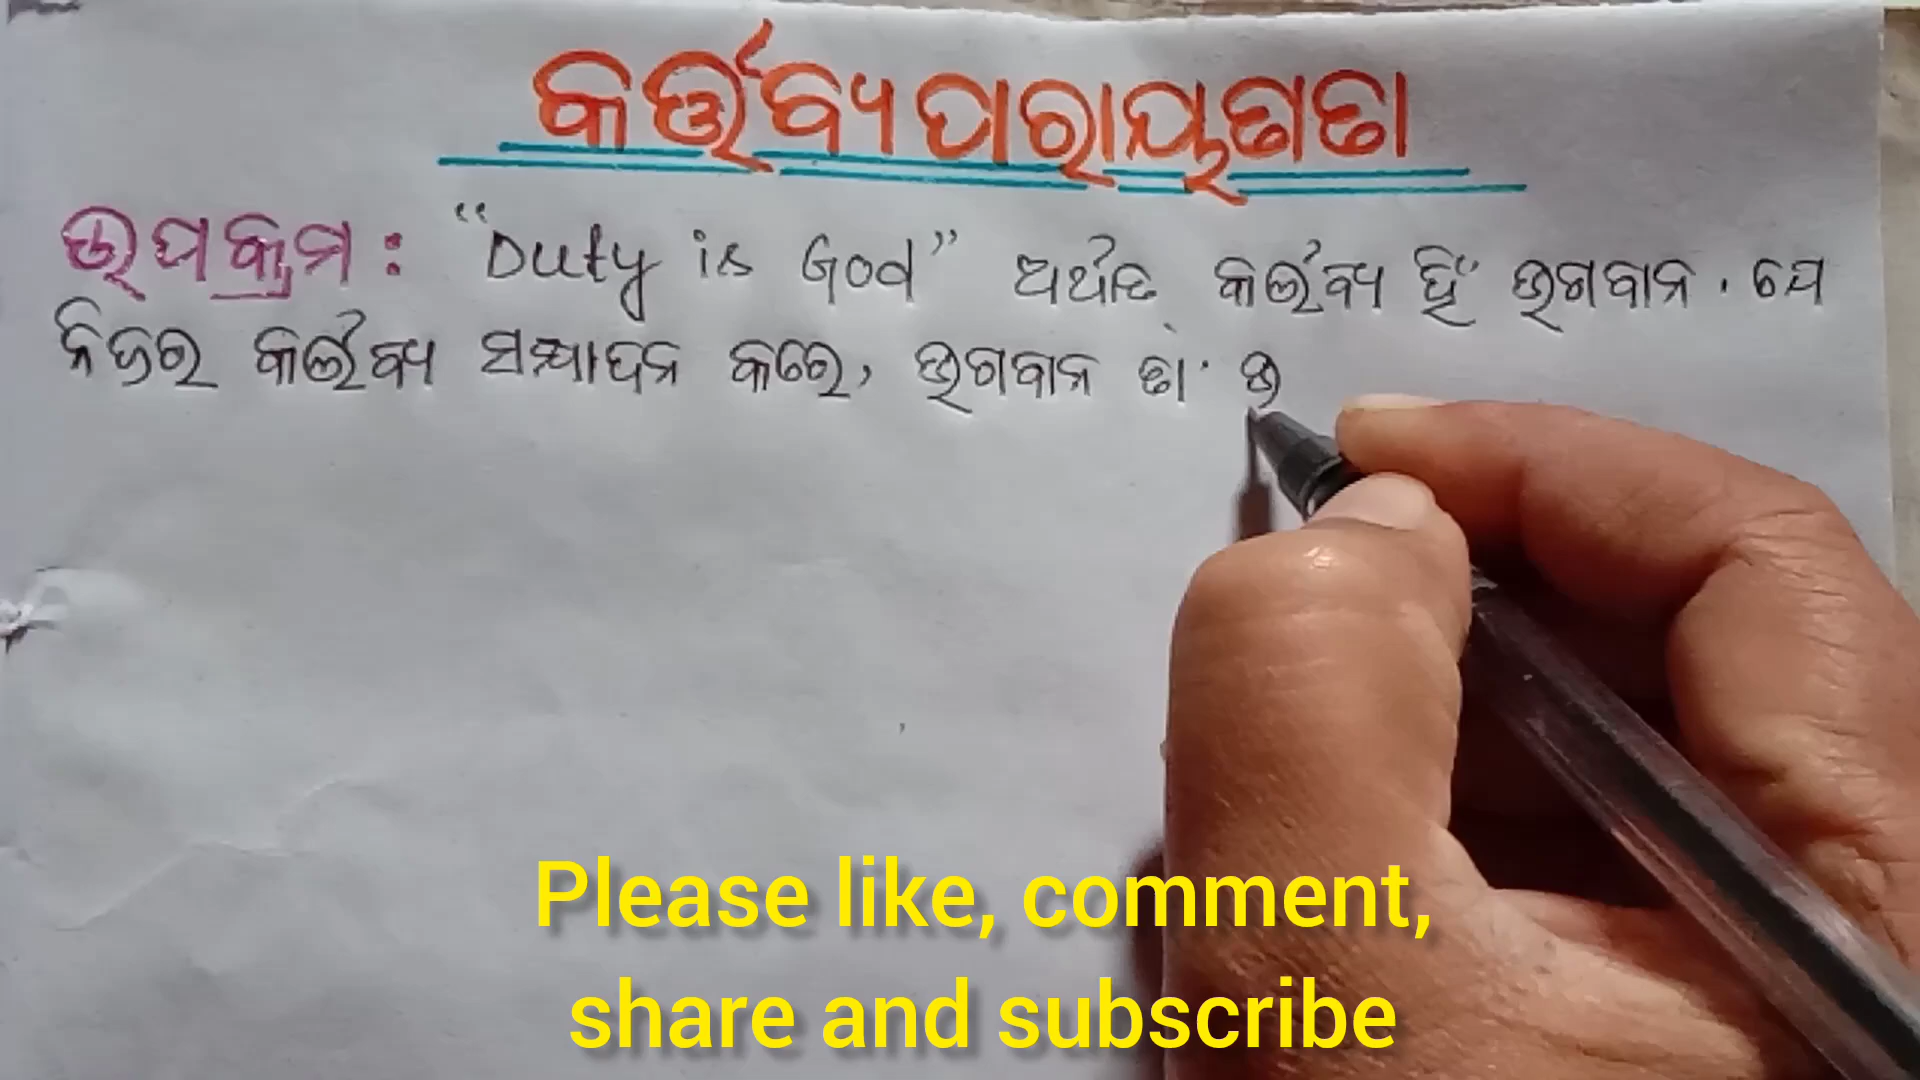 କର୍ତ୍ତବ୍ୟପାରାୟଣତା
ଉପକ୍ରମ : "Duty is God" ଅର୍ଥାତ୍ କର୍ତ୍ତବ୍ୟ ହିଁ ଭଗବାନ . ଯେ
ନିଜର କର୍ତ୍ତବ୍ୟ ସମ୍ପାଦନ କରେ, ଭଗବାନ ତା'
Please like, comment,
share and subscribe